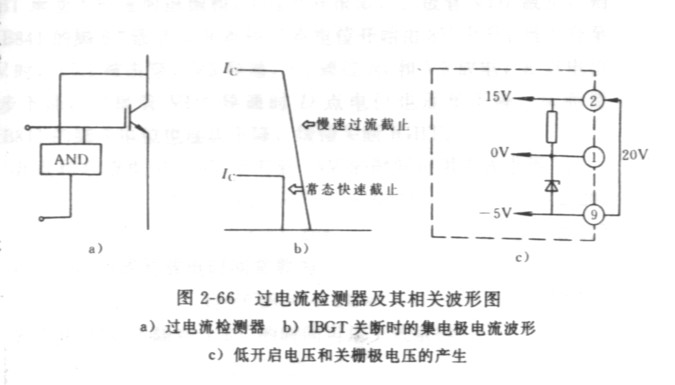 AND
a)
I_C
⇦慢速过流截止
I_C
⇦常态快速截止
b)
15V
2
0V
1
20V
-5V
9
c)
图 2-66 过电流检测器及其相关波形图
a) 过电流检测器 b) IBGT 关断时的集电极电流波形
c) 低开启电压和关栅极电压的产生